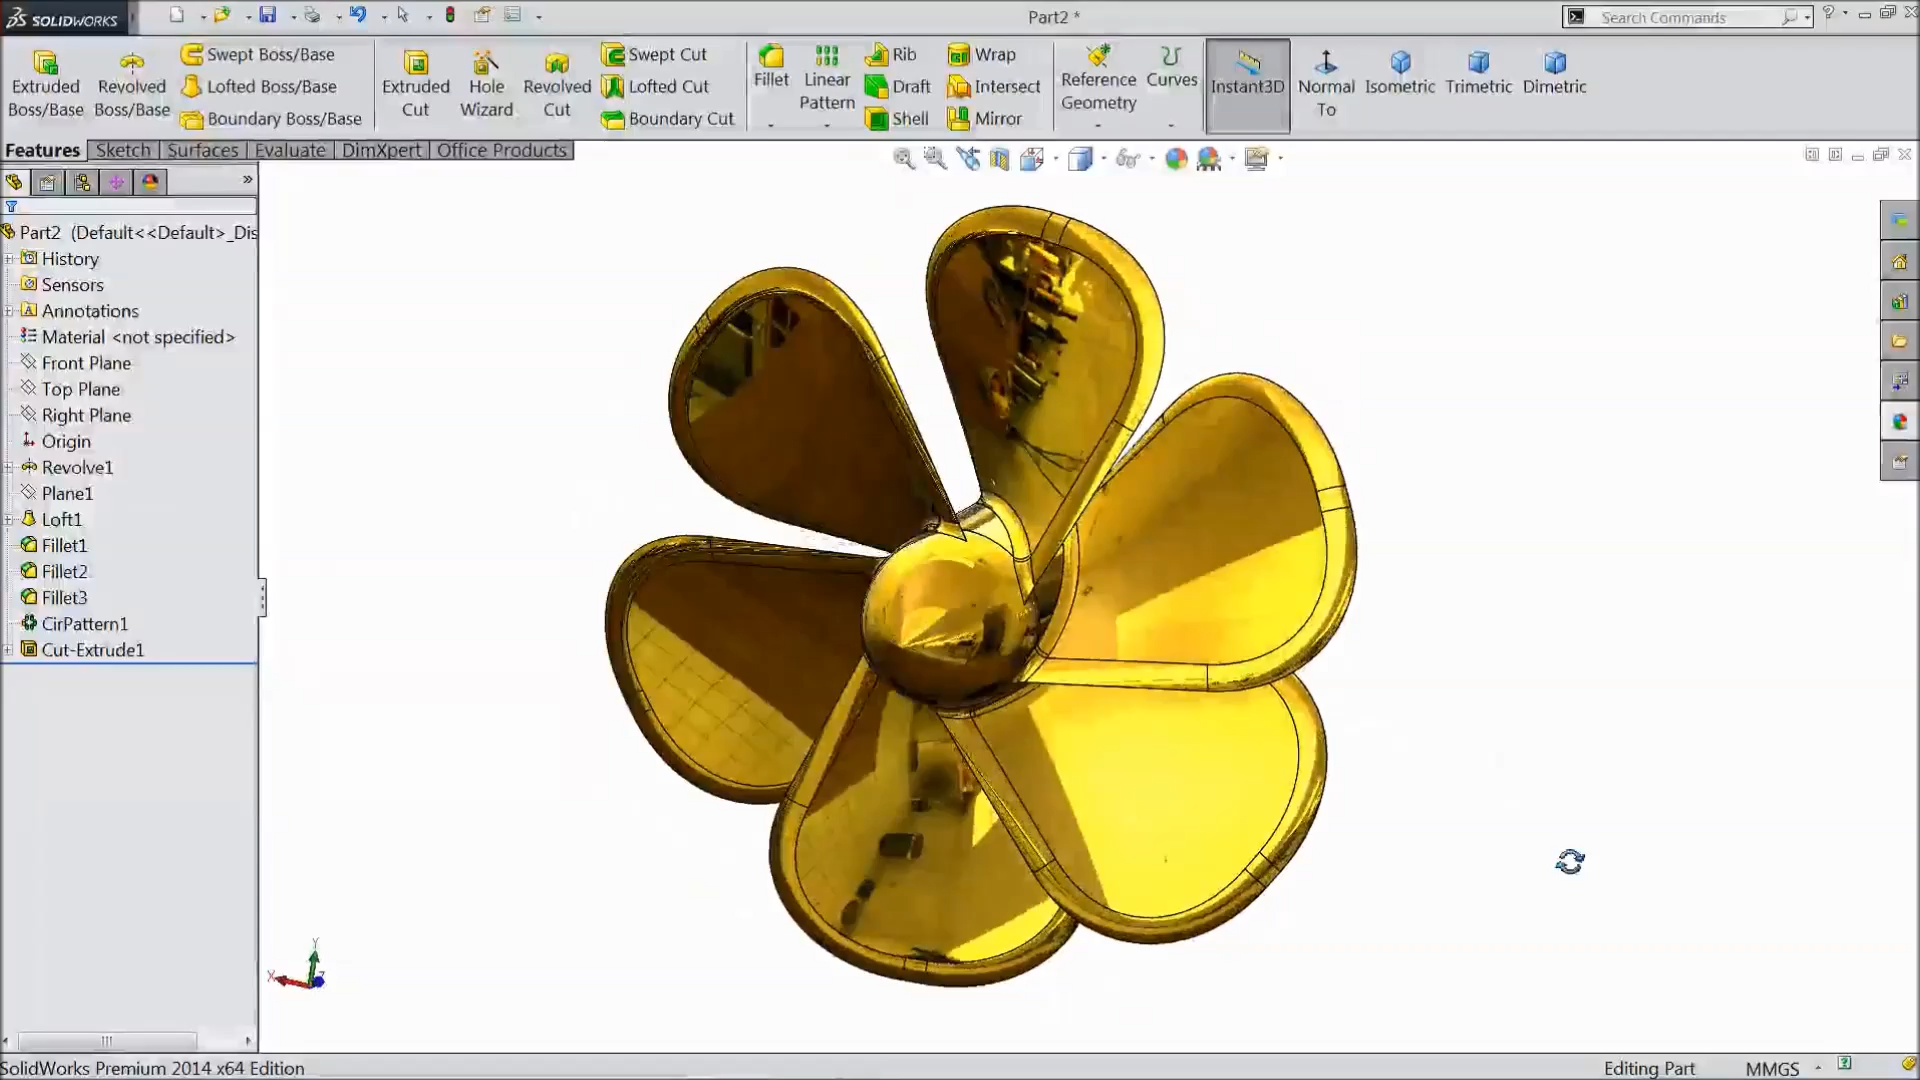 SOLIDWORKS
Part2 *
Search Commands
Extruded Boss/Base
Revolved Boss/Base
Swept Boss/Base
Lofted Boss/Base
Boundary Boss/Base
Extruded Cut
Hole Wizard
Revolved Cut
Swept Cut
Lofted Cut
Boundary Cut
Fillet
Linear Pattern
Rib
Draft
Shell
Wrap
Intersect
Mirror
Reference Geometry
Curves
Instant3D
Normal To
Isometric
Trimetric
Dimetric
Features
Sketch
Surfaces
Evaluate
DimXpert
Office Products
Part2 (Default<<Default>_Dis
History
Sensors
Annotations
Material <not specified>
Front Plane
Top Plane
Right Plane
Origin
Revolve1
Plane1
Loft1
Fillet1
Fillet2
Fillet3
CirPattern1
Cut-Extrude1
Y
X
Z
SolidWorks Premium 2014 x64 Edition
Editing Part
MMGS